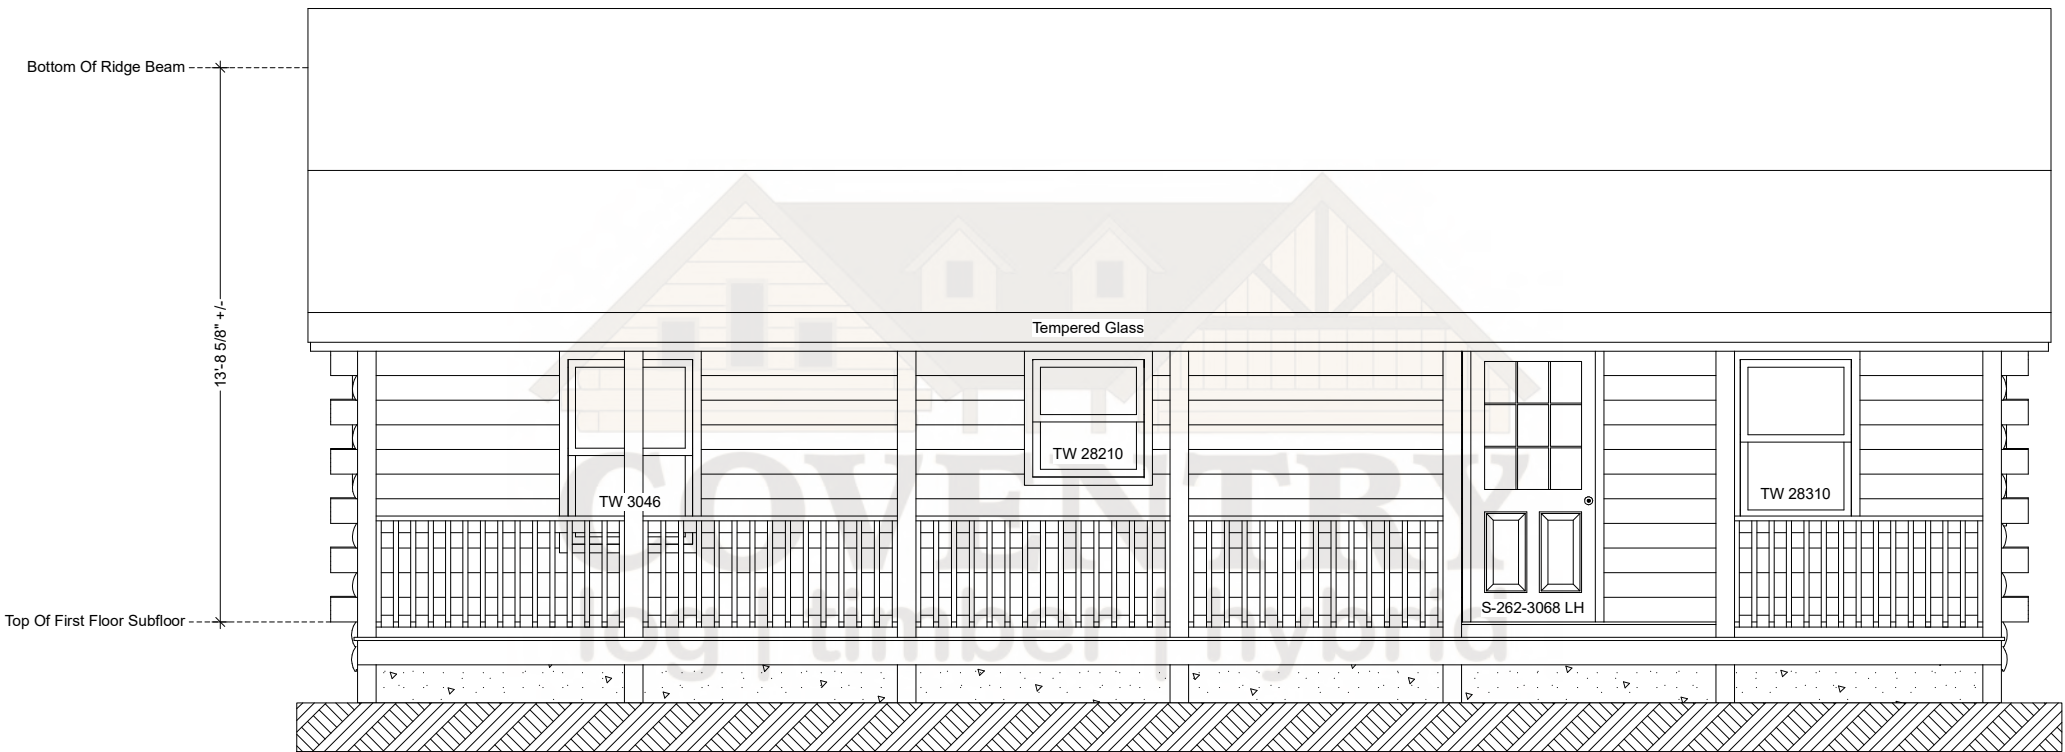 Bottom Of Ridge Beam
13'-8 5/8" +/-
Tempered Glass
TW 28210
TW 3046
TW 28310
COVENTRY
S-262-3068 LH
log | timber | hybrid
Top Of First Floor Subfloor